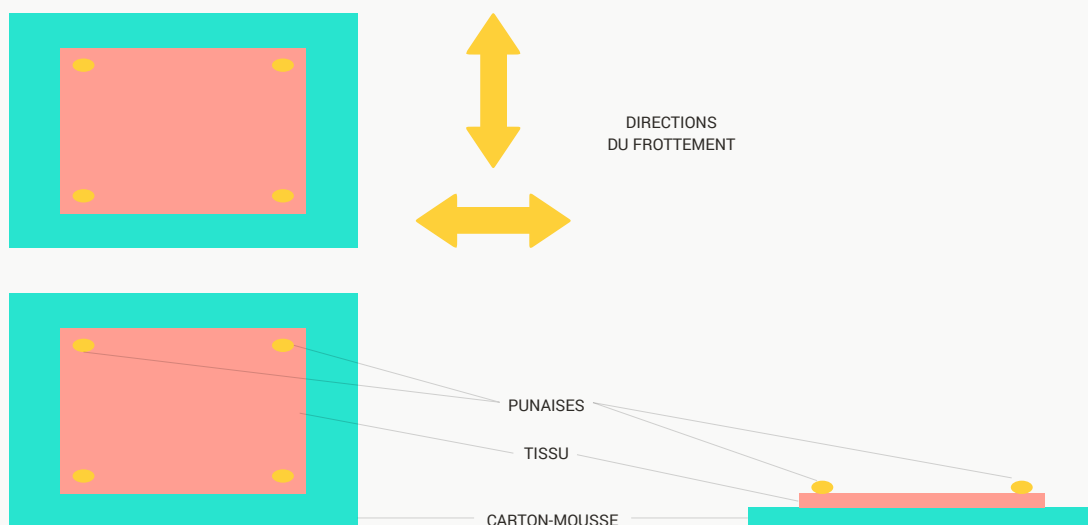 DIRECTIONS
DU FROTTEMENT
PUNAISES
TISSU
CARTON-MOUSSE